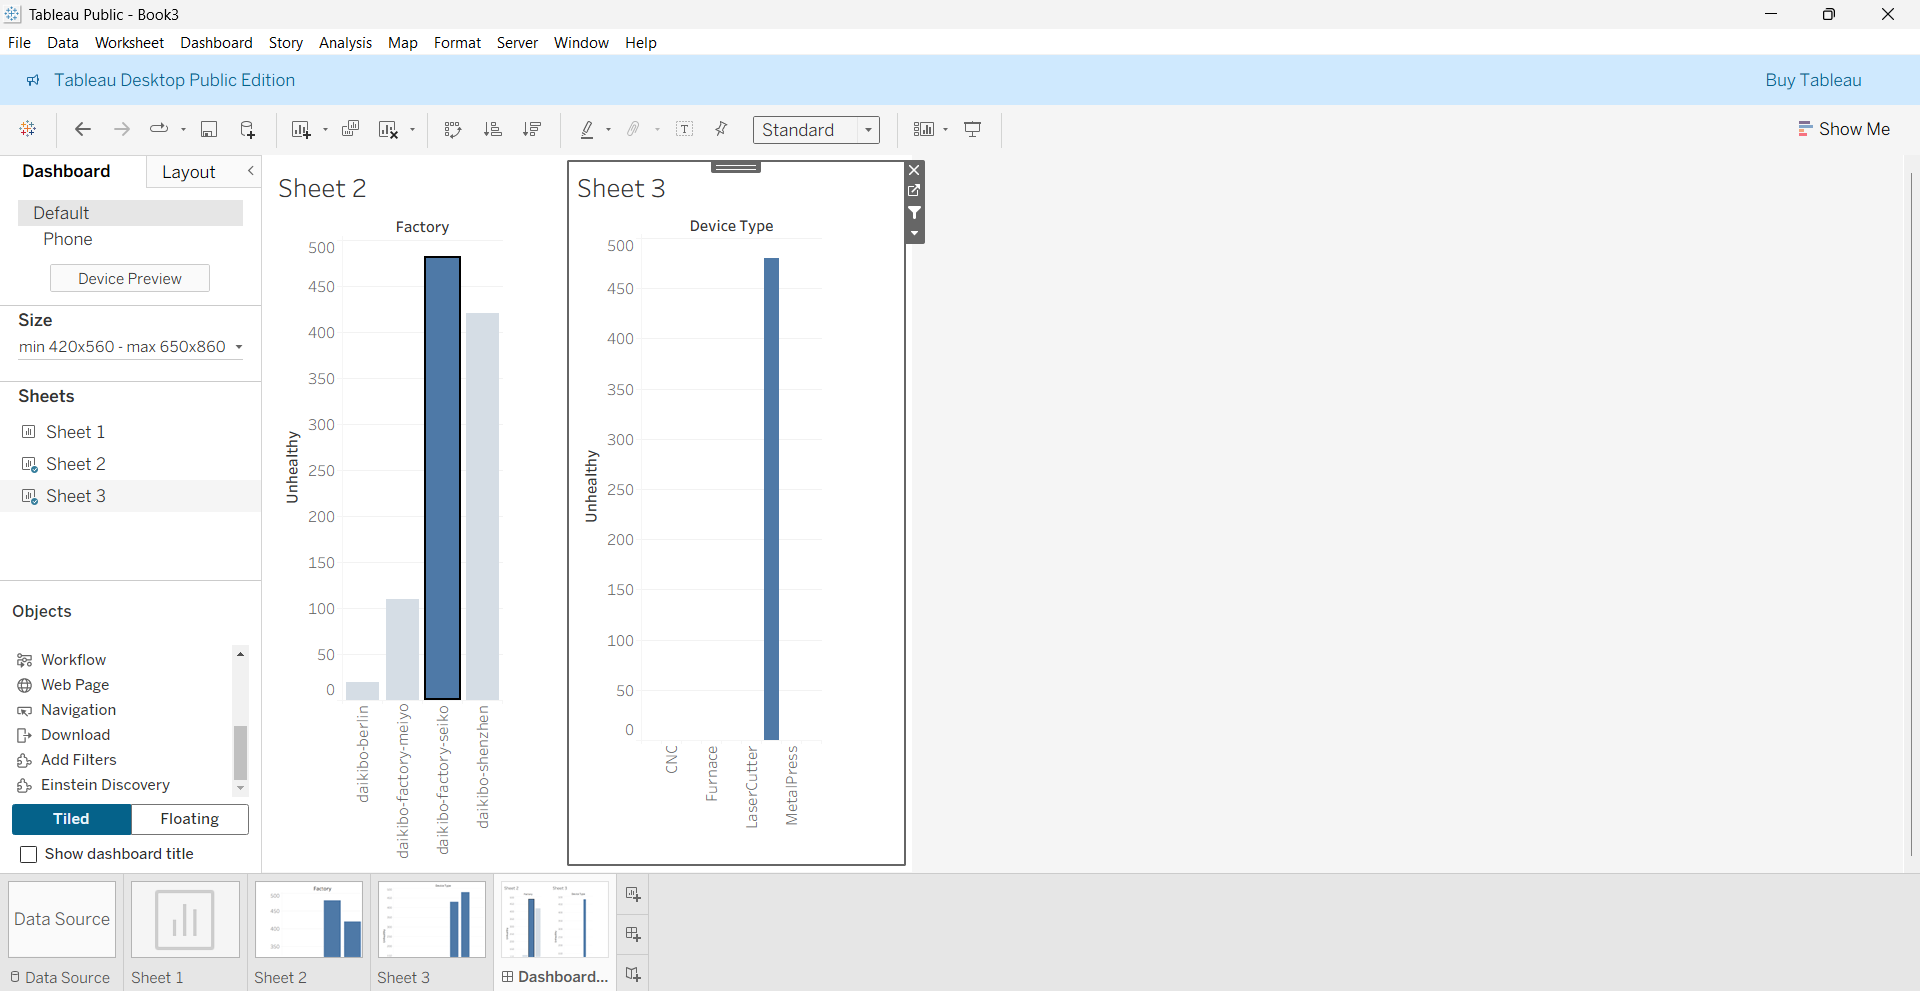 Tableau Public - Book3
File Data Worksheet Dashboard Story Analysis Map Format Server Window Help
Tableau Desktop Public Edition
Buy Tableau
Standard
Show Me
Dashboard
Layout
Default
Phone
Device Preview
Size
min 420x560 - max 650x860
Sheets
Sheet 1
Sheet 2
Sheet 3
Objects
Workflow
Web Page
Navigation
Download
Add Filters
Einstein Discovery
Tiled
Floating
Show dashboard title
Sheet 2
Factory
500
450
400
350
300
250
200
150
100
50
0
Unhealthy
daikibo-berlin
daikibo-factory-meiyo
daikibo-factory-seiko
daikibo-shenzhen
Sheet 3
Device Type
500
450
400
350
300
250
200
150
100
50
0
Unhealthy
CNC
Furnace
LaserCutter
MetalPress
Data Source
Factory
500
450
400
350
Data Source
Sheet 1
Sheet 2
Sheet 3
Dashboard...